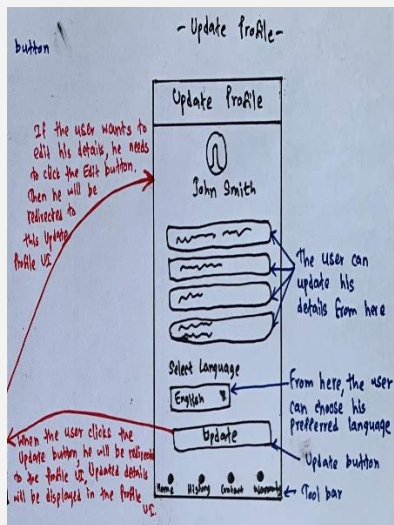 - Update Profile -
button
Update Profile
If the user wants to
edit his details, he needs
to click the Edit button.
Then he will be
redirected to
this Update
Profile UI
John Smith
The user can
update his
details from here
Select Language
English
From here, the user
can choose his
preferred language
Update
Update button
When the user clicks the
Update button, he will be redirected
to the Profile UI. Updated details
will be displayed in the Profile
UI.
Home History Contact Warranty
Tool bar